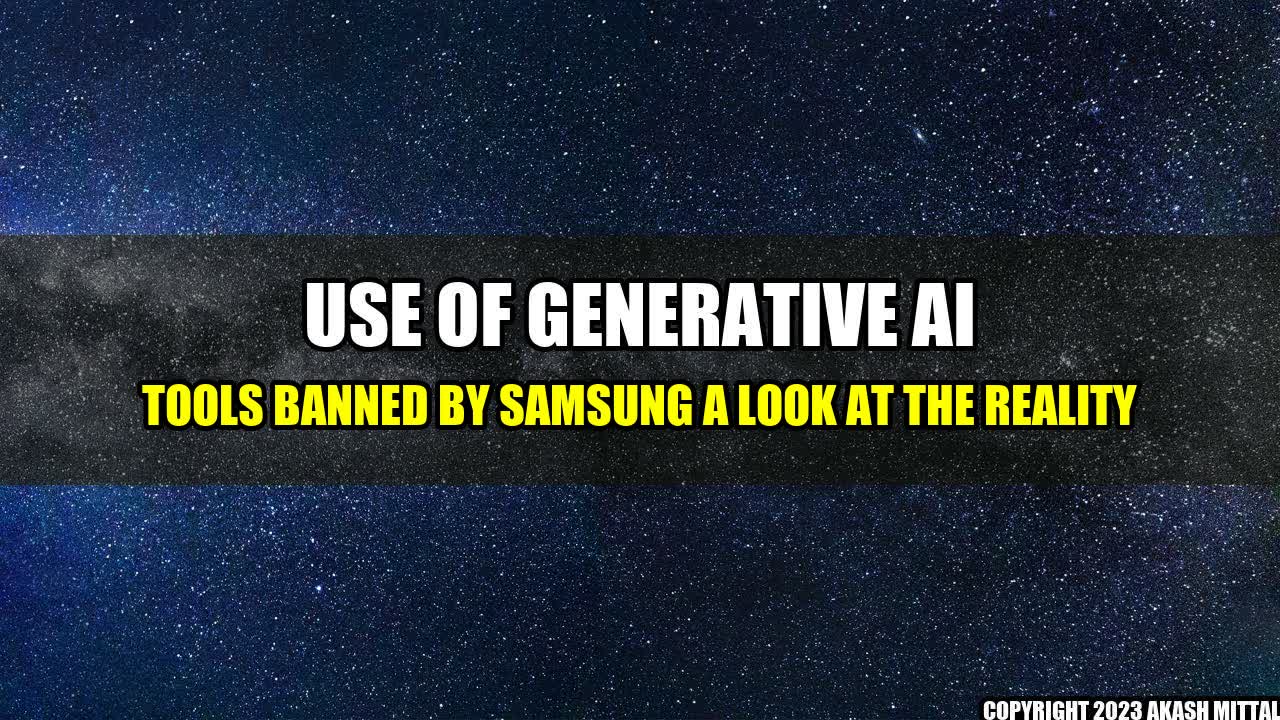 USE OF GENERATIVE AI
TOOLS BANNED BY SAMSUNG A LOOK AT THE REALITY
COPYRIGHT 2023 AKASH MITTAL